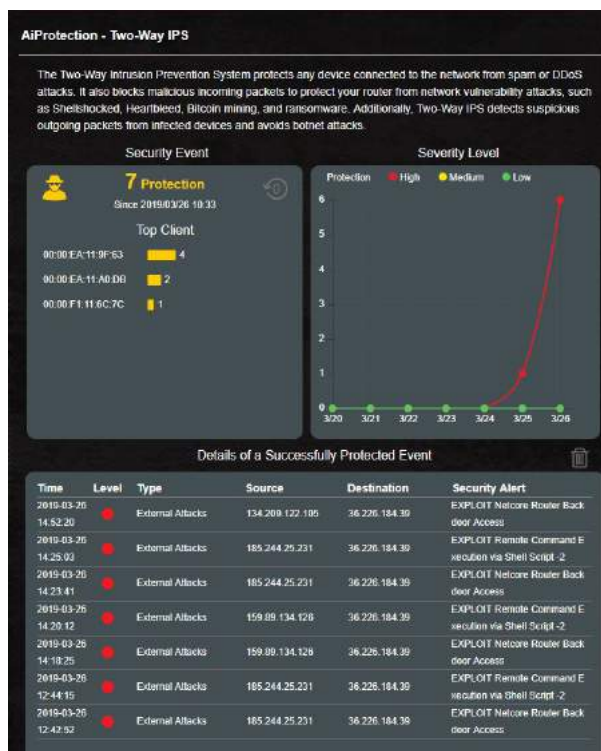 AiProtection - Two-Way IPS
The Two-Way Intrusion Prevention System protects any device connected to the network from spam or DDoS
attacks. It also blocks malicious incoming packets to protect your router from network vulnerability attacks, such
as Shellshocked, Heartbleed, Bitcoin mining, and ransomware. Additionally, Two-Way IPS detects suspicious
outgoing packets from infected devices and avoids botnet attacks.
Security Event
7 Protection
Since 2019/03/26 10:33
Top Client
00:00:EA:11:9F:63 4
00:00:EA:11:A0:DB 2
00:00:F1:11:6C:7C 1
Severity Level
Protection High Medium Low
6
5
4
3
2
1
0
3/20 3/21 3/22 3/23 3/24 3/25 3/26
Details of a Successfully Protected Event
Time Level Type Source Destination Security Alert
2019-03-26
14:52:20 External Attacks 134.209.122.105 36.226.184.39 EXPLOIT Netcore Router Back
door Access
2019-03-26
14:25:03 External Attacks 185.244.25.231 36.226.184.39 EXPLOIT Remote Command E
xecution via Shell Script -2
2019-03-26
14:23:41 External Attacks 185.244.25.231 36.226.184.39 EXPLOIT Netcore Router Back
door Access
2019-03-26
14:20:12 External Attacks 159.89.134.126 36.226.184.39 EXPLOIT Remote Command E
xecution via Shell Script -2
2019-03-26
14:18:25 External Attacks 159.89.134.126 36.226.184.39 EXPLOIT Netcore Router Back
door Access
2019-03-26
12:44:15 External Attacks 185.244.25.231 36.226.184.39 EXPLOIT Remote Command E
xecution via Shell Script -2
2019-03-26
12:42:52 External Attacks 185.244.25.231 36.226.184.39 EXPLOIT Netcore Router Back
door Access